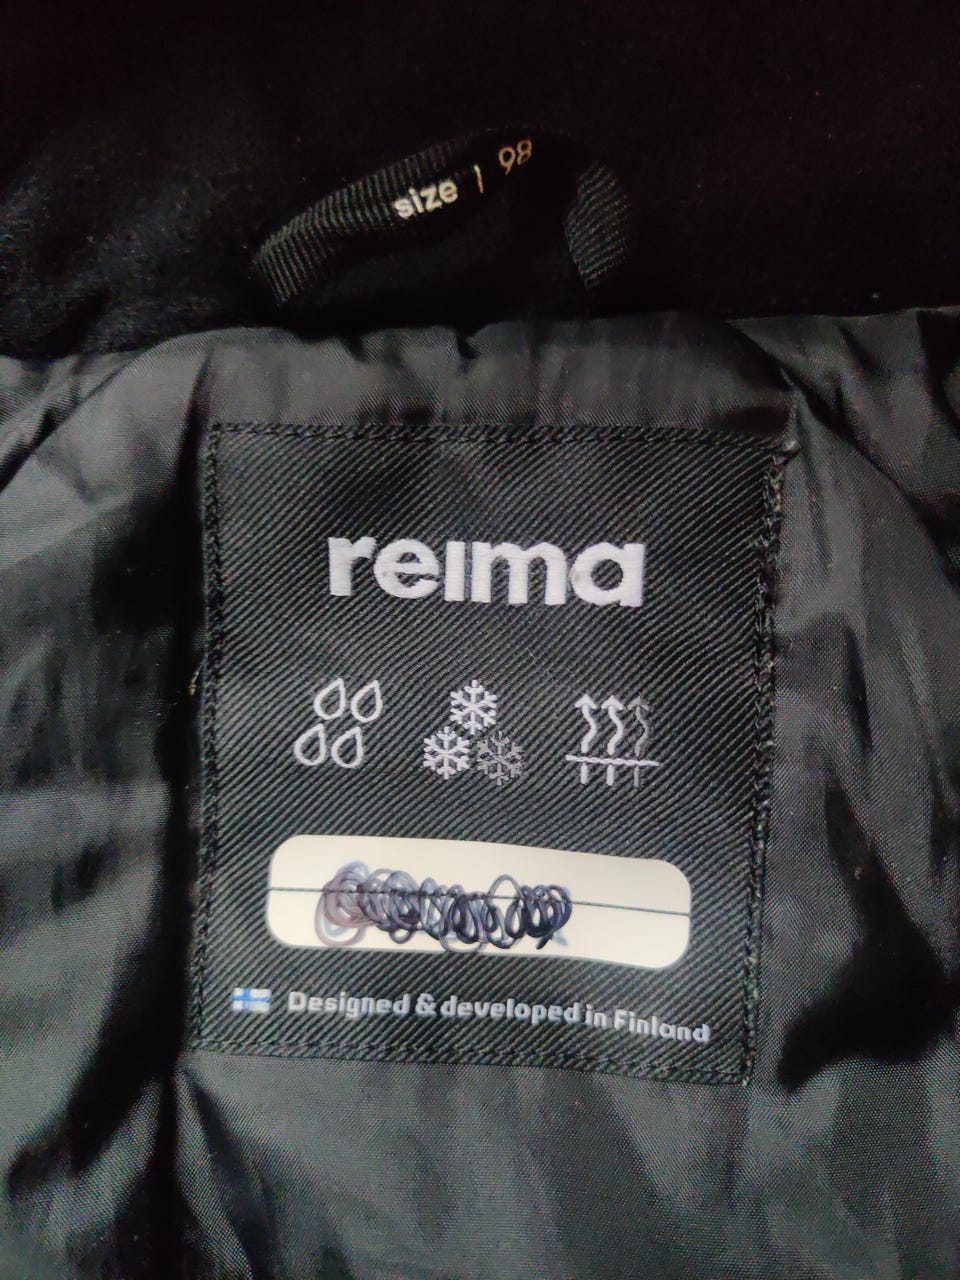 size | 98
reima
Designed & developed in Finland